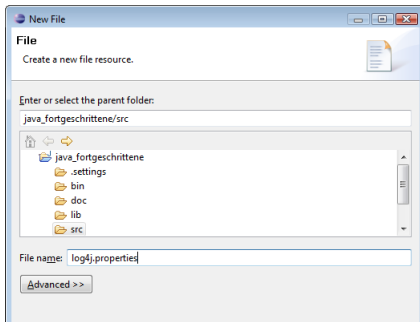 New File
File
Create a new file resource.
Enter or select the parent folder:
java_fortgeschrittene/src
java_fortgeschrittene
.settings
bin
doc
lib
src
File name: log4j.properties
Advanced >>